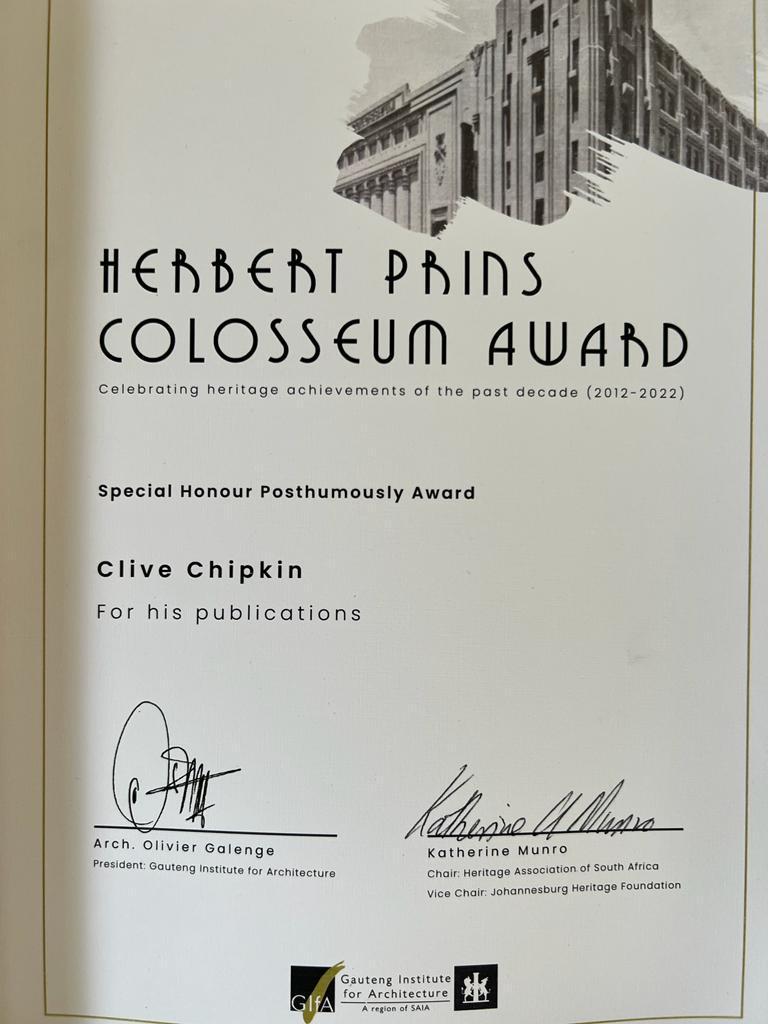 HERBERT PRINS
COLOSSEUM AWARD
Celebrating heritage achievements of the past decade (2012-2022)
Special Honour Posthumously Award
Clive Chipkin
For his publications
Katherine A Munro
Arch. Olivier Galenge
President: Gauteng Institute for Architecture
Katherine Munro
Chair: Heritage Association of South Africa
Vice Chair: Johannesburg Heritage Foundation
GIfA
Gauteng Institute
for Architecture
A region of SAIA